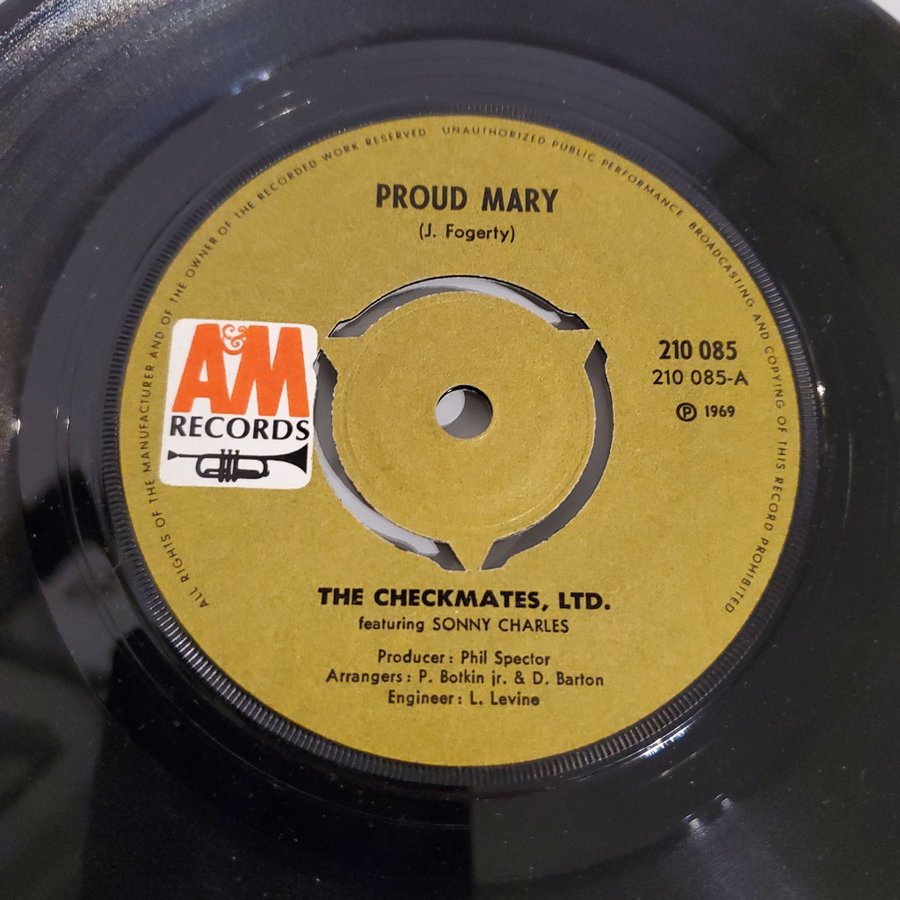 ALL RIGHTS OF THE MANUFACTURER AND OF THE OWNER OF THE RECORDED WORK RESERVED UNAUTHORIZED PUBLIC PERFORMANCE BROADCASTING AND COPYING OF THIS RECORD PROHIBITED
PROUD MARY
(J. Fogerty)
A&M
RECORDS
210 085
210 085-A
℗ 1969
THE CHECKMATES, LTD.
featuring SONNY CHARLES
Producer: Phil Spector
Arrangers: P. Botkin jr. & D. Barton
Engineer: L. Levine